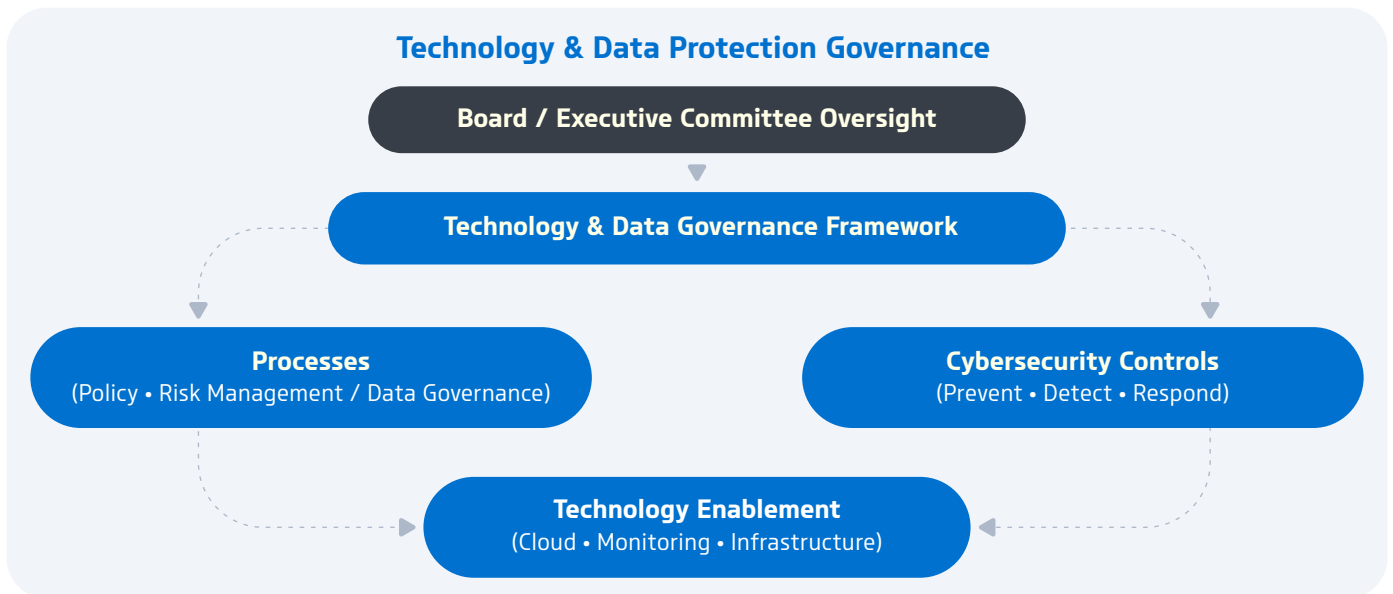 Technology & Data Protection Governance
Board / Executive Committee Oversight
Technology & Data Governance Framework
Processes
(Policy • Risk Management / Data Governance)
Cybersecurity Controls
(Prevent • Detect • Respond)
Technology Enablement
(Cloud • Monitoring • Infrastructure)